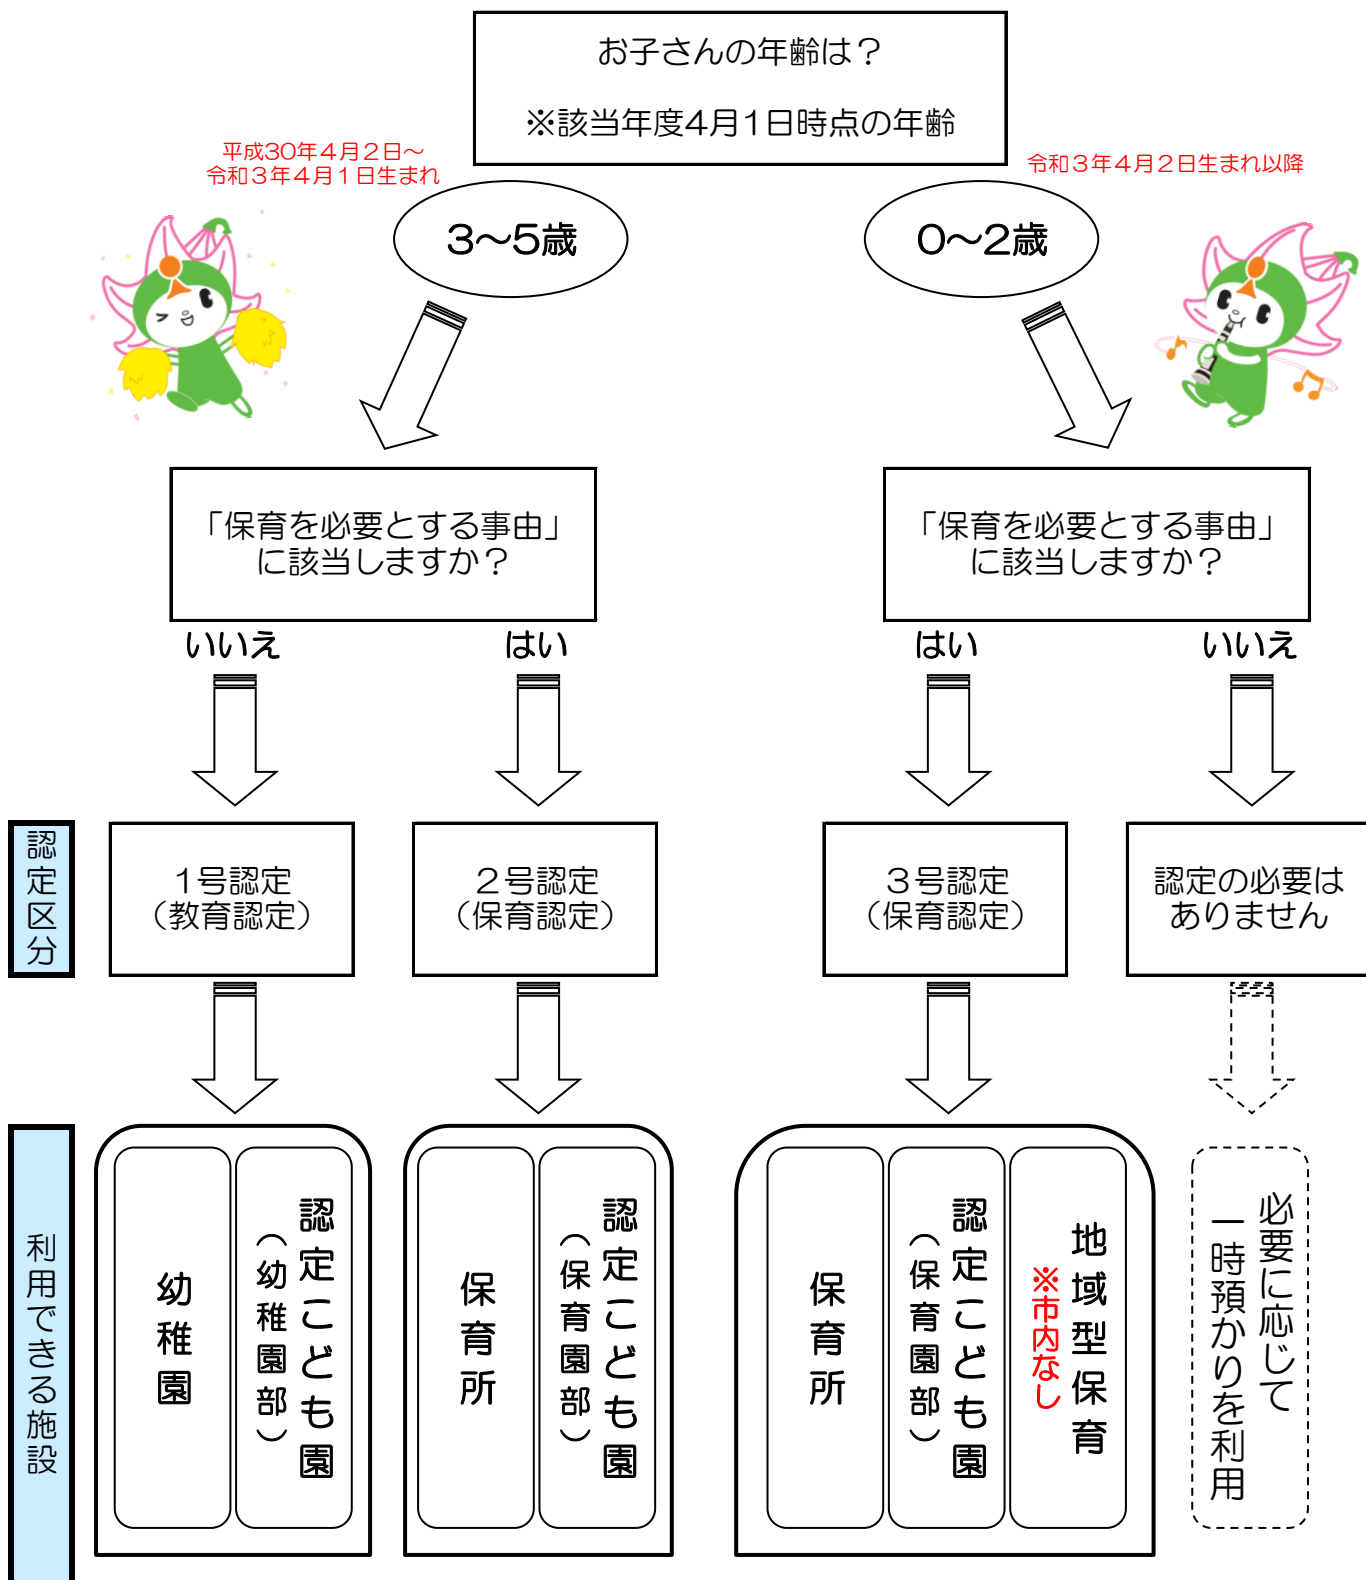 お子さんの年齢は？
※該当年度4月1日時点の年齢
平成30年４月２日～
令和３年４月１日生まれ
令和３年４月２日生まれ以降
３～５歳
０～２歳
「保育を必要とする事由」
に該当しますか？
「保育を必要とする事由」
に該当しますか？
いいえ
はい
はい
いいえ
認定区分
１号認定
（教育認定）
２号認定
（保育認定）
３号認定
（保育認定）
認定の必要は
ありません
利用できる施設
幼稚園
認定こども園
（幼稚園部）
保育所
認定こども園
（保育園部）
保育所
認定こども園
（保育園部）
地域型保育
※市内なし
必要に応じて
一時預かりを利用